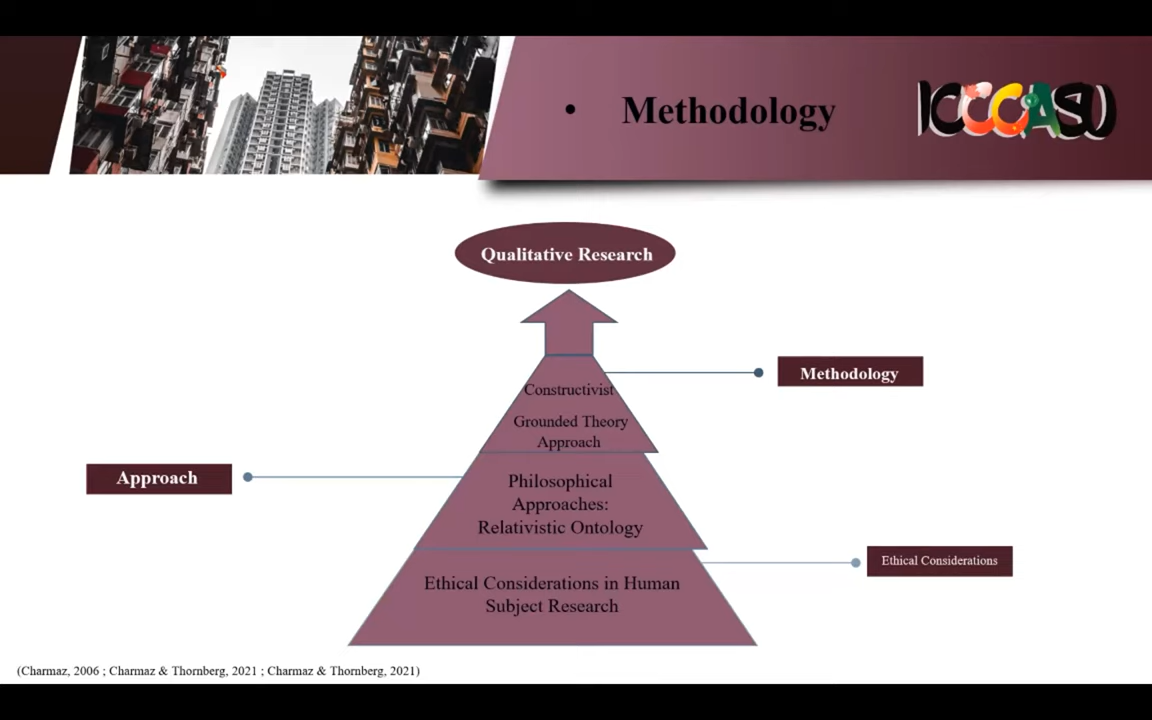 • Methodology
ICCCASU
Qualitative Research
Constructivist
Methodology
Grounded Theory
Approach
Approach
Philosophical
Approaches:
Relativistic Ontology
Ethical Considerations
Ethical Considerations in Human
Subject Research
(Charmaz, 2006 ; Charmaz & Thornberg, 2021 ; Charmaz & Thornberg, 2021)